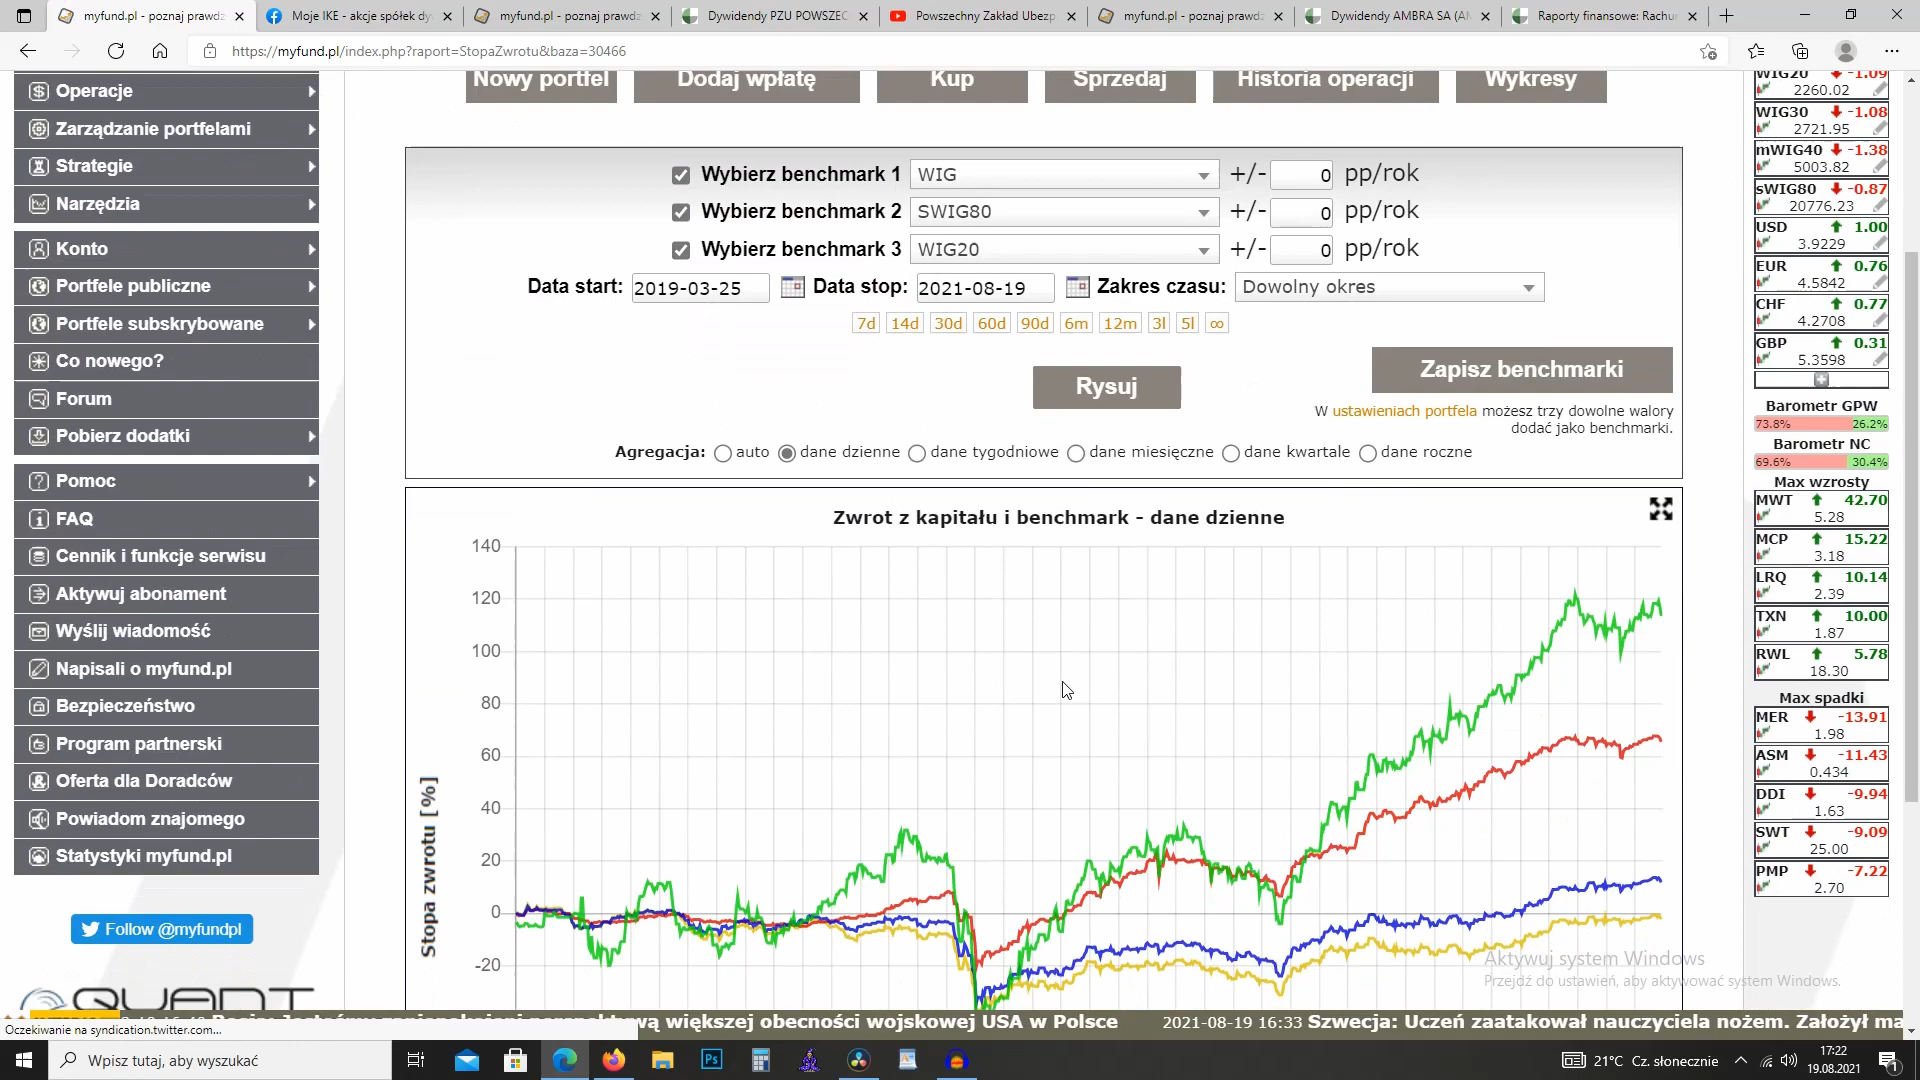 myfund.pl - poznaj prawdz
Moje IKE - akcje spółek dy
myfund.pl - poznaj prawdz
Dywidendy PZU POWSZEC
Powszechny Zakład Ubezp
myfund.pl - poznaj prawdz
Dywidendy AMBRA SA (AM
Raporty finansowe: Rachu
https://myfund.pl/index.php?raport=StopaZwrotu&baza=30466
Operacje
Zarządzanie portfelami
Strategie
Narzędzia
Konto
Portfele publiczne
Portfele subskrybowane
Co nowego?
Forum
Pobierz dodatki
Pomoc
FAQ
Cennik i funkcje serwisu
Aktywuj abonament
Wyślij wiadomość
Napisali o myfund.pl
Bezpieczeństwo
Program partnerski
Oferta dla Doradców
Powiadom znajomego
Statystyki myfund.pl
Follow @myfundpl
QUANT
Nowy portfel
Dodaj wpłatę
Kup
Sprzedaj
Historia operacji
Wykresy
Wybierz benchmark 1 WIG +/- 0 pp/rok
Wybierz benchmark 2 SWIG80 +/- 0 pp/rok
Wybierz benchmark 3 WIG20 +/- 0 pp/rok
Data start: 2019-03-25 Data stop: 2021-08-19 Zakres czasu: Dowolny okres
7d 14d 30d 60d 90d 6m 12m 3l 5l ∞
Rysuj
Zapisz benchmarki
W ustawieniach portfela możesz trzy dowolne walory
dodać jako benchmarki.
Agregacja: auto dane dzienne dane tygodniowe dane miesięczne dane kwartale dane roczne
Zwrot z kapitału i benchmark - dane dzienne
140
120
100
80
60
40
20
0
-20
Stopa zwrotu [%]
WIG20 -1.09
2260.02
WIG30 -1.08
2721.95
mWIG40 -1.38
5003.82
sWIG80 -0.87
20776.23
USD 1.00
3.9229
EUR 0.76
4.5842
CHF 0.77
4.2708
GBP 0.31
5.3598
Barometr GPW
73.8% 26.2%
Barometr NC
69.6% 30.4%
Max wzrosty
MWT 42.70
5.28
MCP 15.22
3.18
LRQ 10.14
2.39
TXN 10.00
1.87
RWL 5.78
18.30
Max spadki
MER -13.91
1.98
ASM -11.43
0.434
DDI -9.94
1.63
SWT -9.09
25.00
PMP -7.22
2.70
Aktywuj system Windows
Przejdź do ustawień, aby aktywować system Windows.
większej obecności wojskowej USA w Polsce 2021-08-19 16:33 Szwecja: Uczeń zaatakował nauczyciela nożem. Założył ma
Oczekiwanie na syndication.twitter.com...
Wpisz tutaj, aby wyszukać
Ps
21°C Cz. słonecznie
17:22
19.08.2021
1